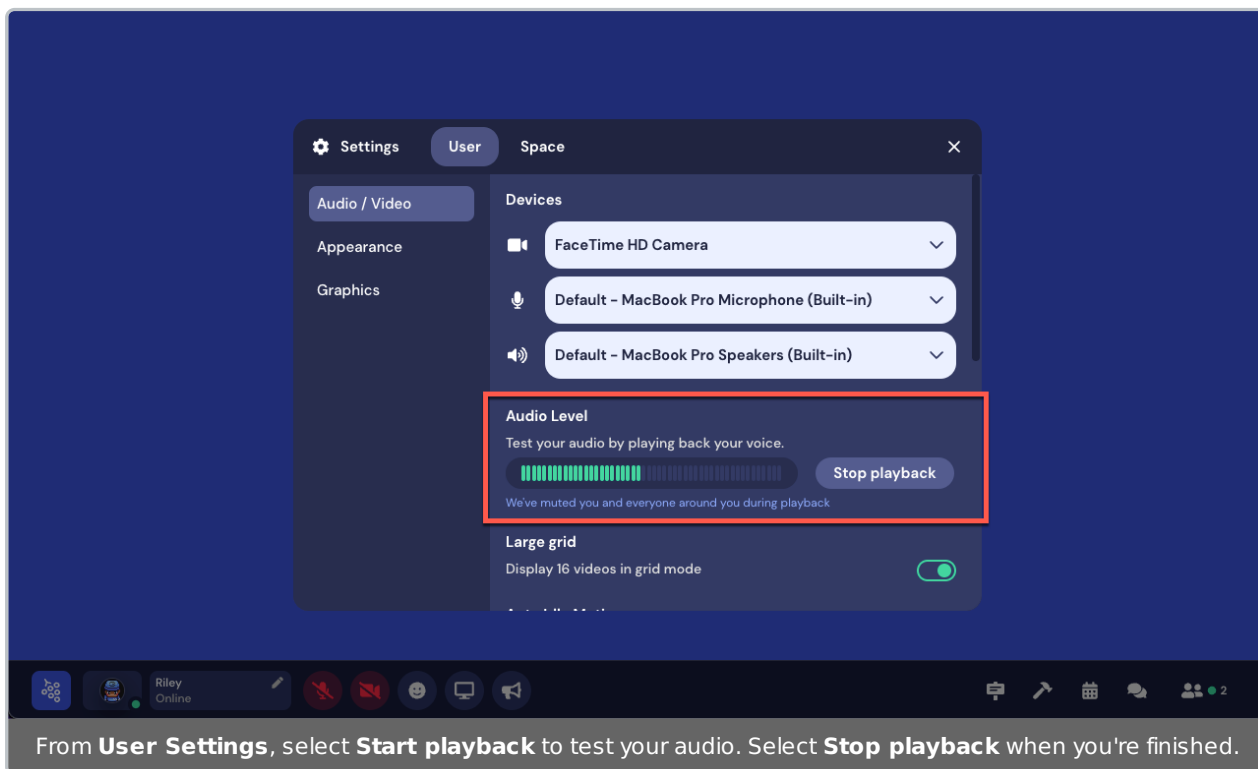 Settings
User
Space
Audio / Video
Appearance
Graphics
Devices
FaceTime HD Camera
Default - MacBook Pro Microphone (Built-in)
Default - MacBook Pro Speakers (Built-in)
Audio Level
Test your audio by playing back your voice.
Stop playback
We've muted you and everyone around you during playback
Large grid
Display 16 videos in grid mode
Riley
Online
2
From User Settings, select Start playback to test your audio. Select Stop playback when you're finished.